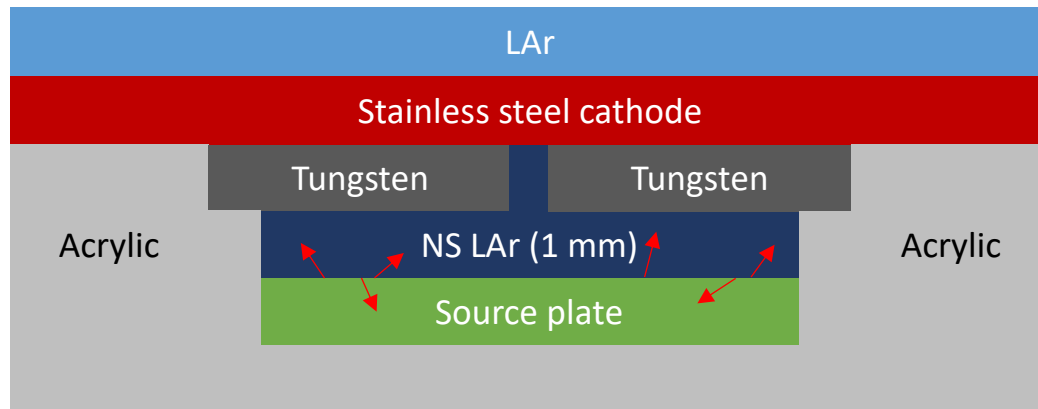 LAr
Stainless steel cathode
Tungsten
Tungsten
Acrylic
NS LAr (1 mm)
Acrylic
Source plate